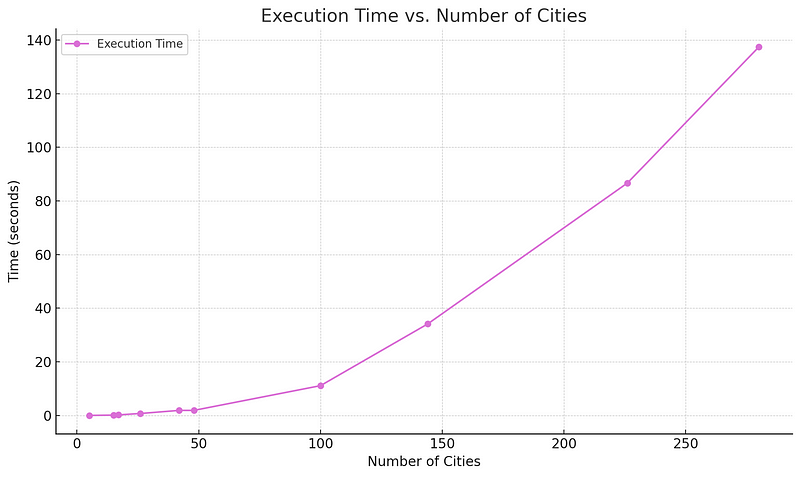 Execution Time vs. Number of Cities
Execution Time
140
120
100
80
60
40
20
0
Time (seconds)
0 50 100 150 200 250
Number of Cities